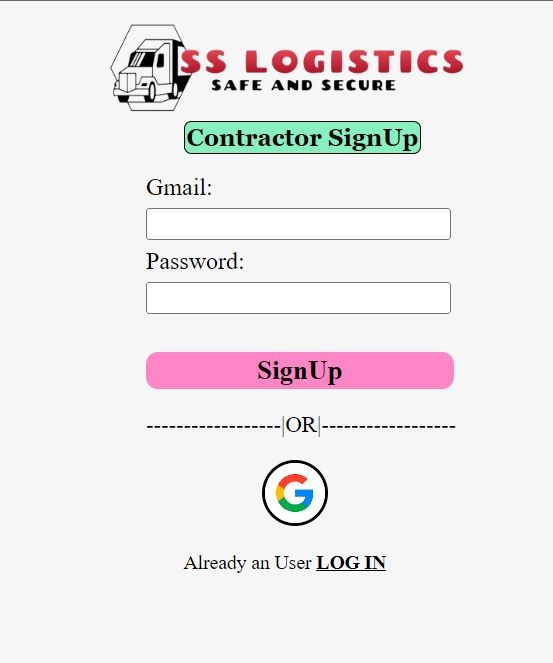 SS LOGISTICS
SAFE AND SECURE
Contractor SignUp
Gmail:
Password:
SignUp
------------------|OR|------------------
G
Already an User LOG IN